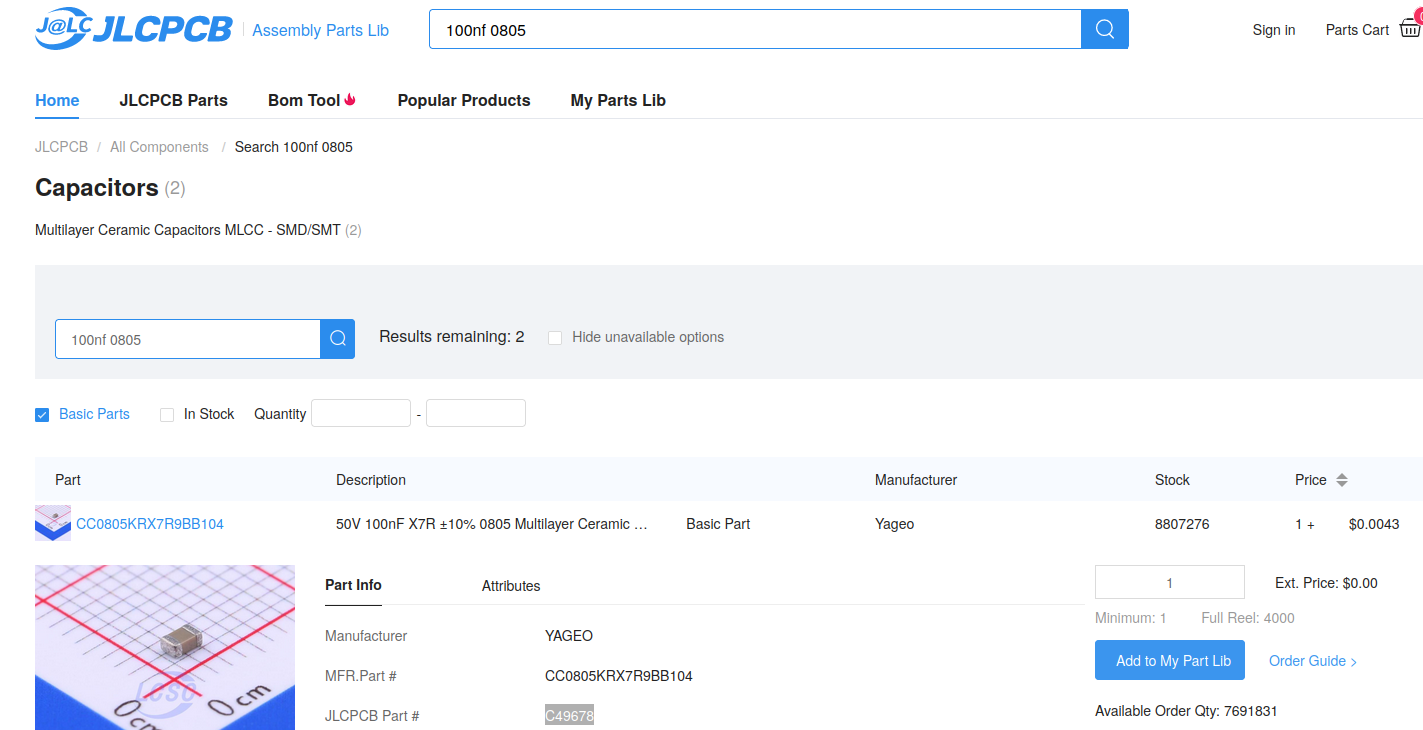 J@LC JLCPCB Assembly Parts Lib 100nf 0805 Sign in Parts Cart
Home JLCPCB Parts Bom Tool Popular Products My Parts Lib
JLCPCB / All Components / Search 100nf 0805
Capacitors (2)
Multilayer Ceramic Capacitors MLCC - SMD/SMT (2)
100nf 0805 Results remaining: 2 Hide unavailable options
Basic Parts In Stock Quantity -
Part Description Manufacturer Stock Price
CC0805KRX7R9BB104 50V 100nF X7R ±10% 0805 Multilayer Ceramic … Basic Part Yageo 8807276 1 + $0.0043
Part Info Attributes 1 Ext. Price: $0.00
Minimum: 1 Full Reel: 4000
Manufacturer YAGEO
Add to My Part Lib Order Guide >
MFR.Part # CC0805KRX7R9BB104
JLCPCB Part # C49678 Available Order Qty: 7691831
LCSC
0 cm
0 cm